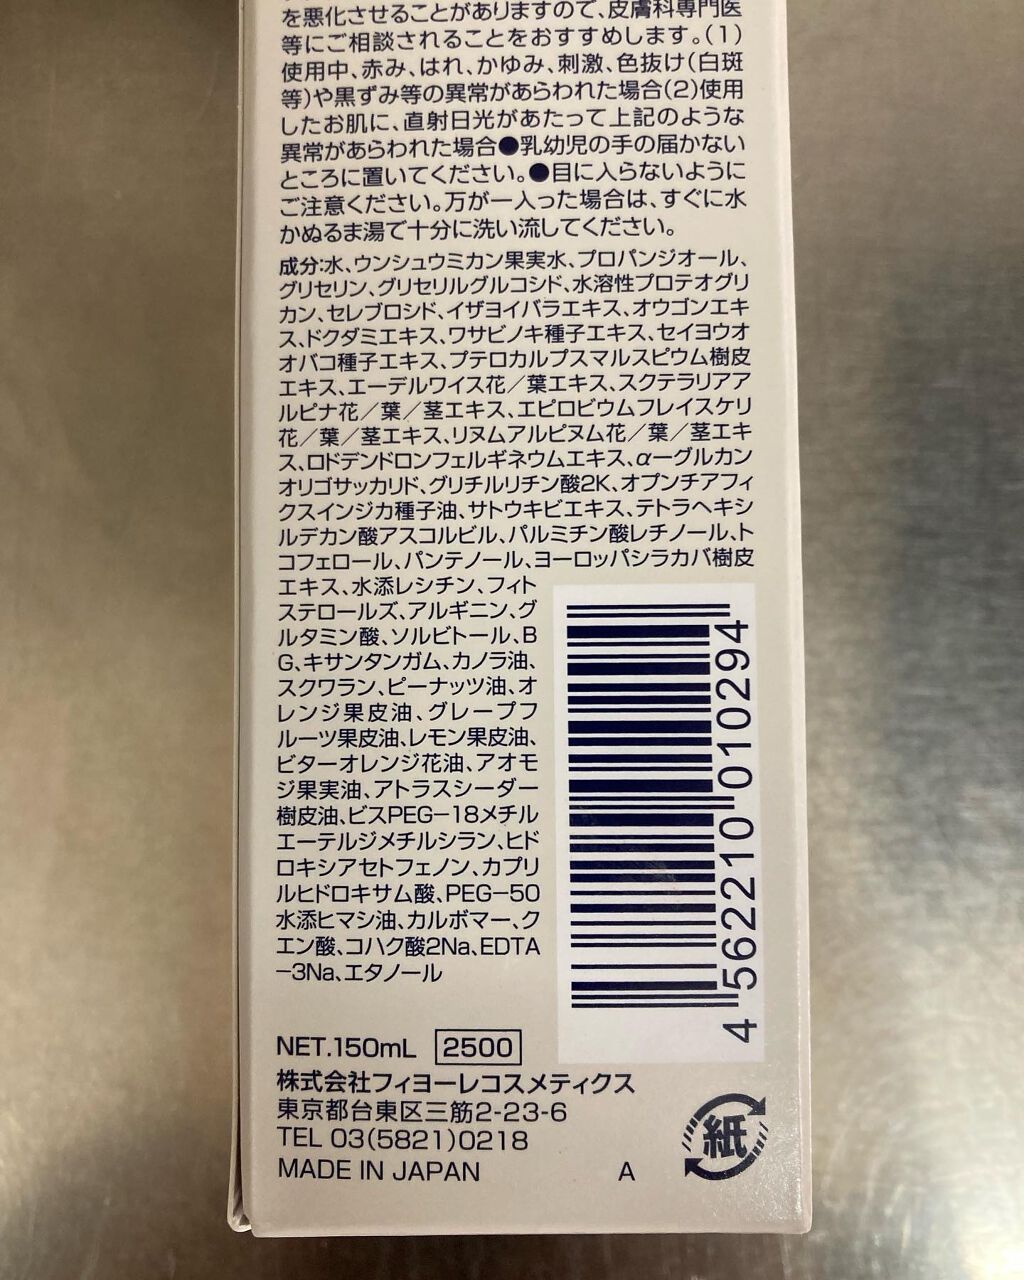 を悪化させることがありますので、皮膚科専門医
等にご相談されることをおすすめします。(1)
使用中、赤み、はれ、かゆみ、刺激、色抜け(白斑
等)や黒ずみ等の異常があらわれた場合(2)使用
したお肌に、直射日光があたって上記のような
異常があらわれた場合●乳幼児の手の届かない
ところに置いてください。●目に入らないように
ご注意ください。万が一入った場合は、すぐに水
かぬるま湯で十分に洗い流してください。
成分:水、ウンシュウミカン果実水、プロパンジオール、
グリセリン、グリセリルグルコシド、水溶性プロテオグリ
カン、セレブロシド、イザヨイバラエキス、オウゴンエキ
ス、ドクダミエキス、ワサビノキ種子エキス、セイヨウオ
オバコ種子エキス、プテロカルプスマルスピウム樹皮
エキス、エーデルワイス花/葉エキス、スクテラリアア
ルピナ花/葉/茎エキス、エピロビウムフレイスケリ
花/葉/茎エキス、リヌムアルピヌム花/葉/茎エキ
ス、ロドデンドロンフェルギネウムエキス、α-グルカン
オリゴサッカリド、グリチルリチン酸2K、オプンチアフィ
クスインジカ種子油、サトウキビエキス、テトラヘキシ
ルデカン酸アスコルビル、パルミチン酸レチノール、ト
コフェロール、パンテノール、ヨーロッパシラカバ樹皮
エキス、水添レシチン、フィト
ステロールズ、アルギニン、グ
ルタミン酸、ソルビトール、B
G、キサンタンガム、カノラ油、
スクワラン、ピーナッツ油、オ
レンジ果皮油、グレープフ
ルーツ果皮油、レモン果皮油、
ビターオレンジ花油、アオモ
ジ果実油、アトラスシーダー
樹皮油、ビスPEG-18メチル
エーテルジメチルシラン、ヒド
ロキシアセトフェノン、カプリ
ルヒドロキサム酸、PEG-50
水添ヒマシ油、カルボマー、ク
エン酸、コハク酸2Na、EDTA
-3Na、エタノール
4 562210 010294
NET.150mL 2500
株式会社フィヨーレコスメティクス
東京都台東区三筋2-23-6
TEL 03(5821)0218
MADE IN JAPAN A
紙